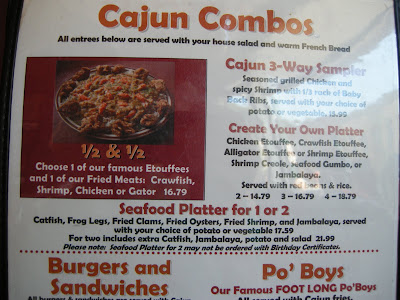 Cajun Combos
All entrees below are served with your house salad and warm French Bread
1/2 & 1/2
Choose 1 of our famous Etouffees
and 1 of our Fried Meats: Crawfish,
Shrimp, Chicken or Gator 16.79
Cajun 3-Way Sampler
Seasoned grilled Chicken and
spicy Shrimp with 1/3 rack of Baby
Back Ribs, served with your choice of
potato or vegetable. 18.99
Create Your Own Platter
Chicken Etouffee, Crawfish Etouffee,
Alligator Etouffee or Shrimp Etouffee,
Shrimp Creole, Seafood Gumbo, or
Jambalaya.
Served with red beans & rice.
2 – 14.79 3 – 16.79 4 – 18.79
Seafood Platter for 1 or 2
Catfish, Frog Legs, Fried Clams, Fried Oysters, Fried Shrimp, and Jambalaya, served
with your choice of potato or vegetable 17.59
For two includes extra Catfish, Jambalaya, potato and salad 21.99
Please note: Seafood Platter for 2 may not be ordered with Birthday Certificates.
Burgers and
Sandwiches
All burgers & sandwiches are served with Cajun
Po' Boys
Our Famous FOOT LONG Po'Boys
All served with Cajun fries.